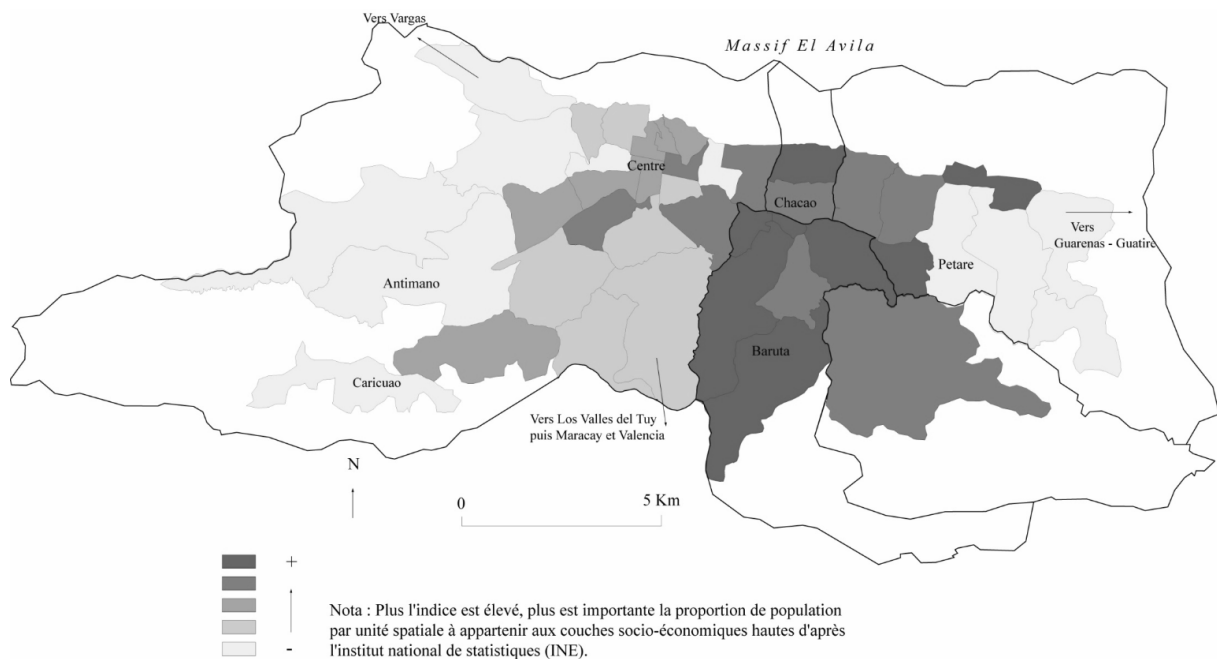 Vers Vargas
Massif El Avila
Centre
Chacao
Vers
Guarenas - Guatire
Petare
Antimano
Baruta
Caricuao
Vers Los Valles del Tuy
puis Maracay et Valencia
N
0 5 Km
+
-
Nota : Plus l'indice est élevé, plus est importante la proportion de population
par unité spatiale à appartenir aux couches socio-économiques hautes d'après
l'institut national de statistiques (INE).